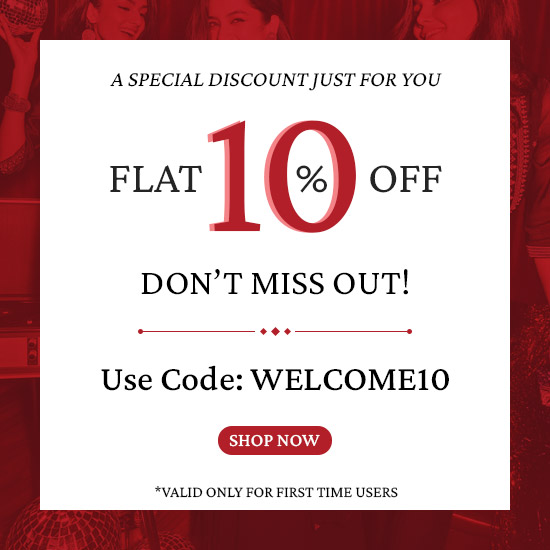 A SPECIAL DISCOUNT JUST FOR YOU
FLAT 10% OFF
DON'T MISS OUT!
Use Code: WELCOME10
SHOP NOW
*VALID ONLY FOR FIRST TIME USERS